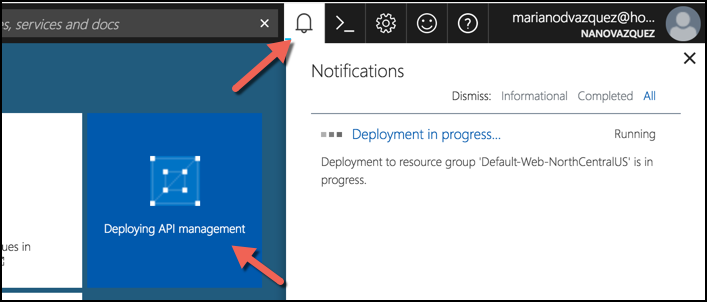 s, services and docs
marianodvazquez@ho...
NANOVAZQUEZ
Notifications
Dismiss: Informational Completed All
Deployment in progress... Running
Deployment to resource group 'Default-Web-NorthCentralUS' is in
progress.
Deploying API management
ues in